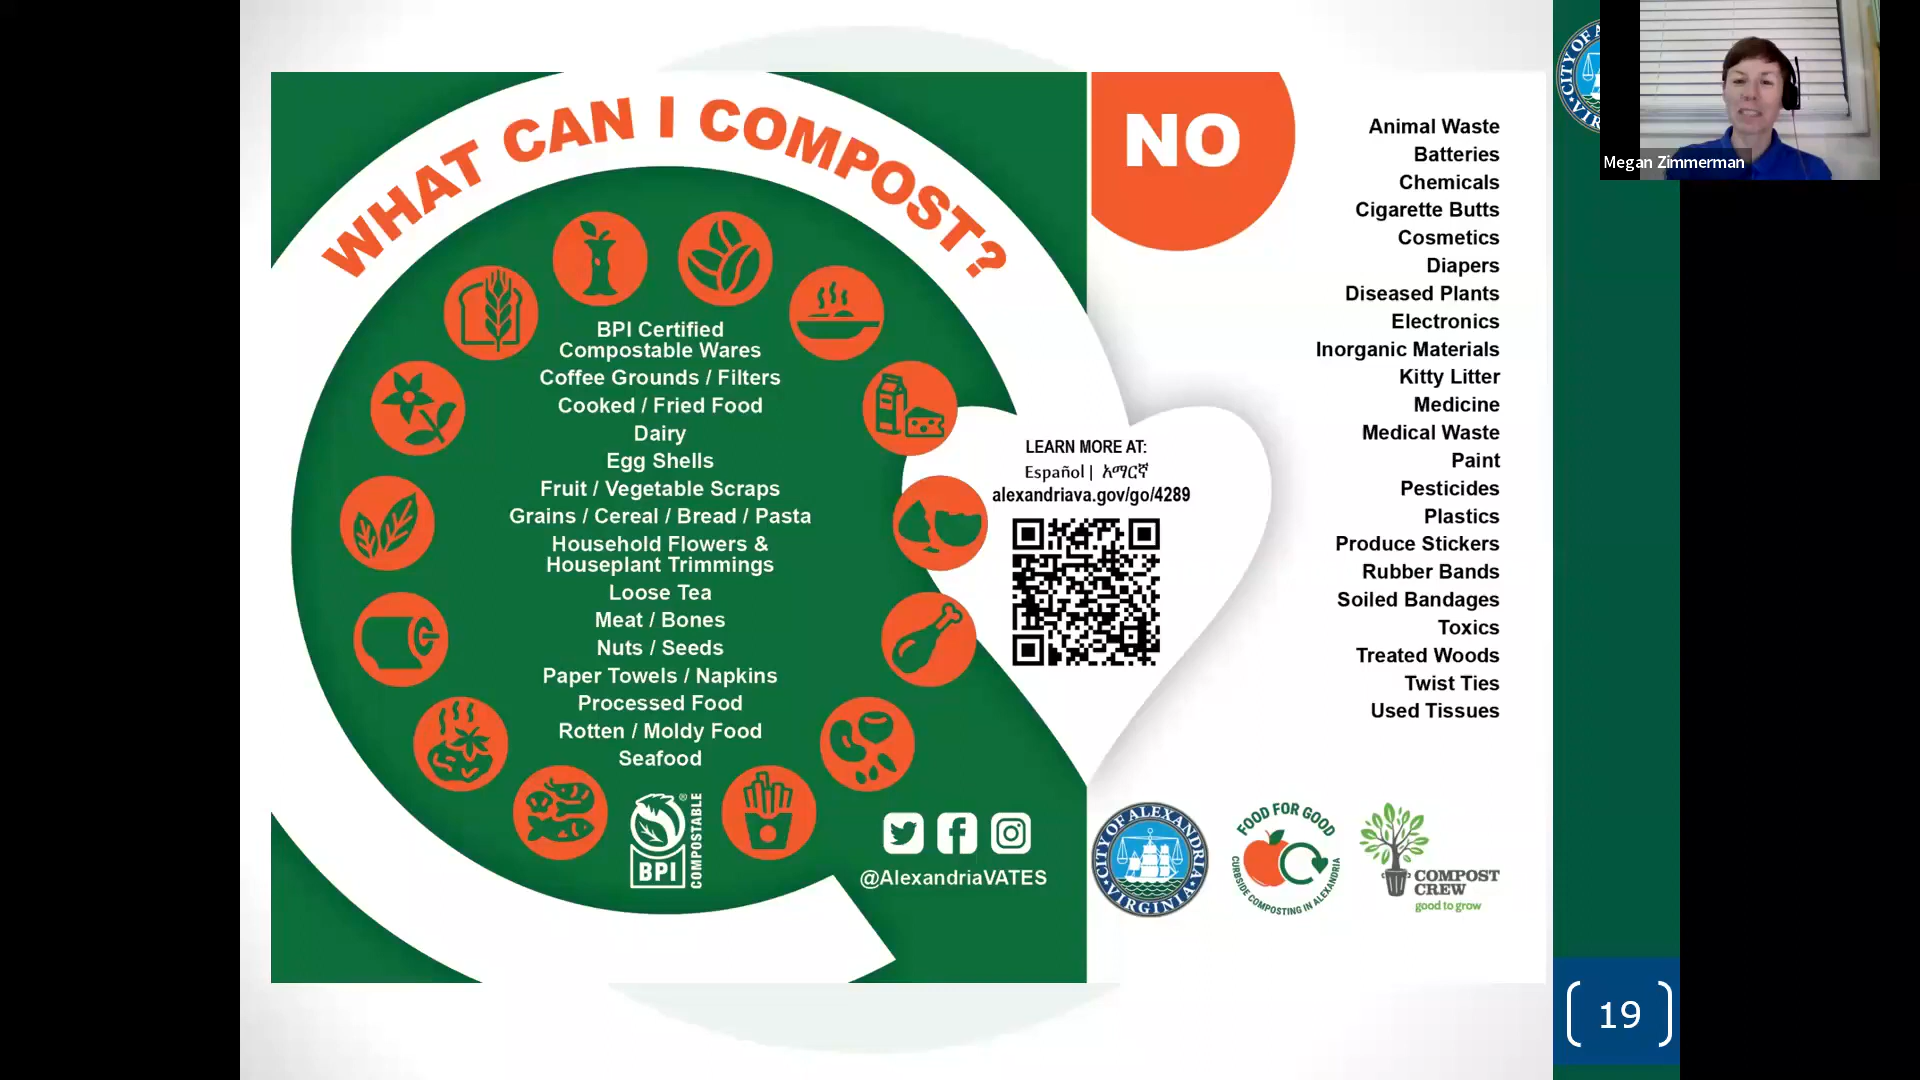 WHAT CAN I COMPOST?
BPI Certified
Compostable Wares
Coffee Grounds / Filters
Cooked / Fried Food
Dairy
Egg Shells
Fruit / Vegetable Scraps
Grains / Cereal / Bread / Pasta
Household Flowers &
Houseplant Trimmings
Loose Tea
Meat / Bones
Nuts / Seeds
Paper Towels / Napkins
Processed Food
Rotten / Moldy Food
Seafood
BPI
COMPOSTABLE
®
@AlexandriaVATES
LEARN MORE AT:
Español | አማርኛ
alexandriava.gov/go/4289
NO
Animal Waste
Batteries
Chemicals
Cigarette Butts
Cosmetics
Diapers
Diseased Plants
Electronics
Inorganic Materials
Kitty Litter
Medicine
Medical Waste
Paint
Pesticides
Plastics
Produce Stickers
Rubber Bands
Soiled Bandages
Toxics
Treated Woods
Twist Ties
Used Tissues
CITY OF ALEXANDRIA
VIRGINIA
FOOD FOR GOOD
CURBSIDE COMPOSTING IN ALEXANDRIA
COMPOST
CREW
good to grow
CITY OF
Megan Zimmerman
19